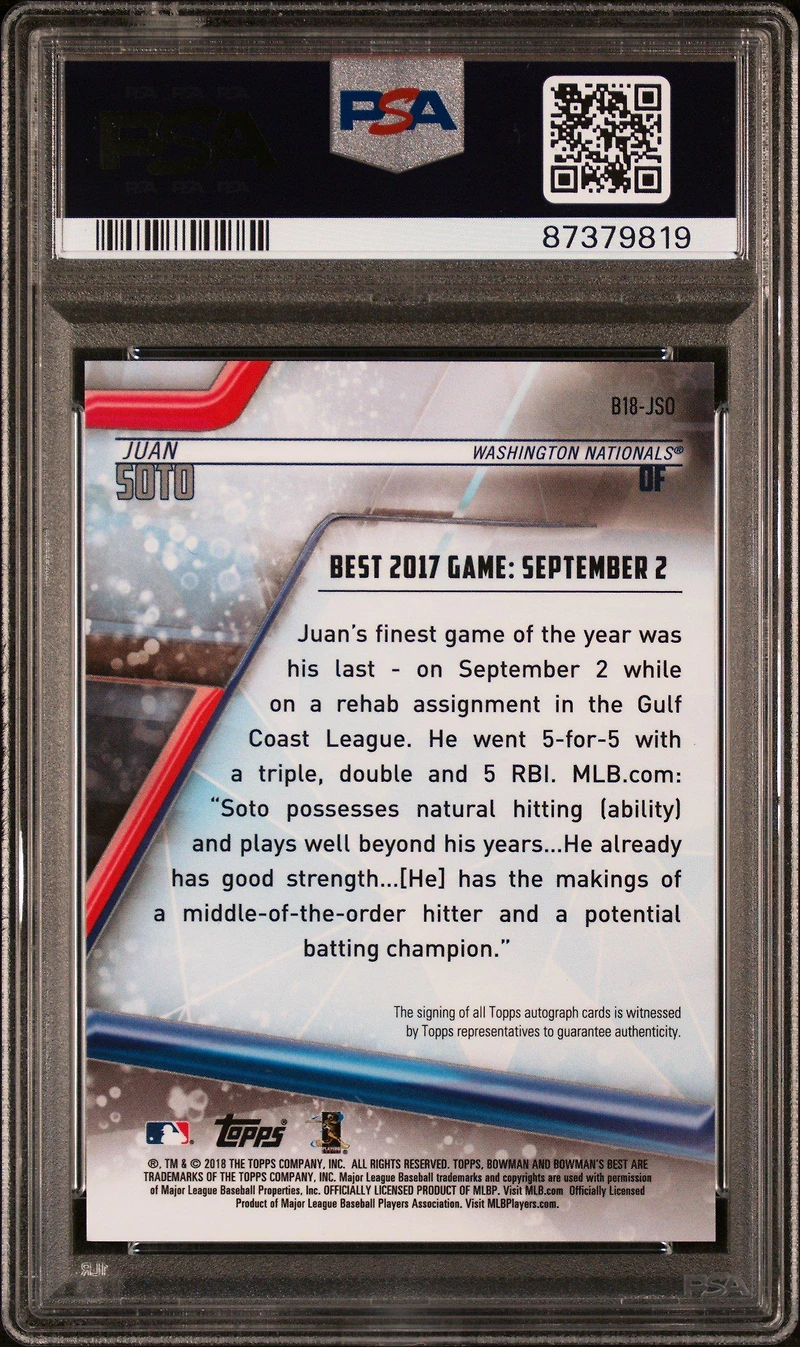 PSA
PSA
87379819
B18-JSO
JUAN
WASHINGTON NATIONALS®
SOTO
OF
BEST 2017 GAME: SEPTEMBER 2
Juan's finest game of the year was
his last - on September 2 while
on a rehab assignment in the Gulf
Coast League. He went 5-for-5 with
a triple, double and 5 RBI. MLB.com:
“Soto possesses natural hitting (ability)
and plays well beyond his years...He already
has good strength...[He] has the makings of
a middle-of-the-order hitter and a potential
batting champion.”
The signing of all Topps autograph cards is witnessed
by Topps representatives to guarantee authenticity.
Topps®
®, TM & © 2018 THE TOPPS COMPANY, INC. ALL RIGHTS RESERVED. TOPPS, BOWMAN AND BOWMAN'S BEST ARE
TRADEMARKS OF THE TOPPS COMPANY, INC. Major League Baseball trademarks and copyrights are used with permission
of Major League Baseball Properties, Inc. OFFICIALLY LICENSED PRODUCT OF MLBP. Visit MLB.com Officially Licensed
Product of Major League Baseball Players Association. Visit MLBPlayers.com.
PSA